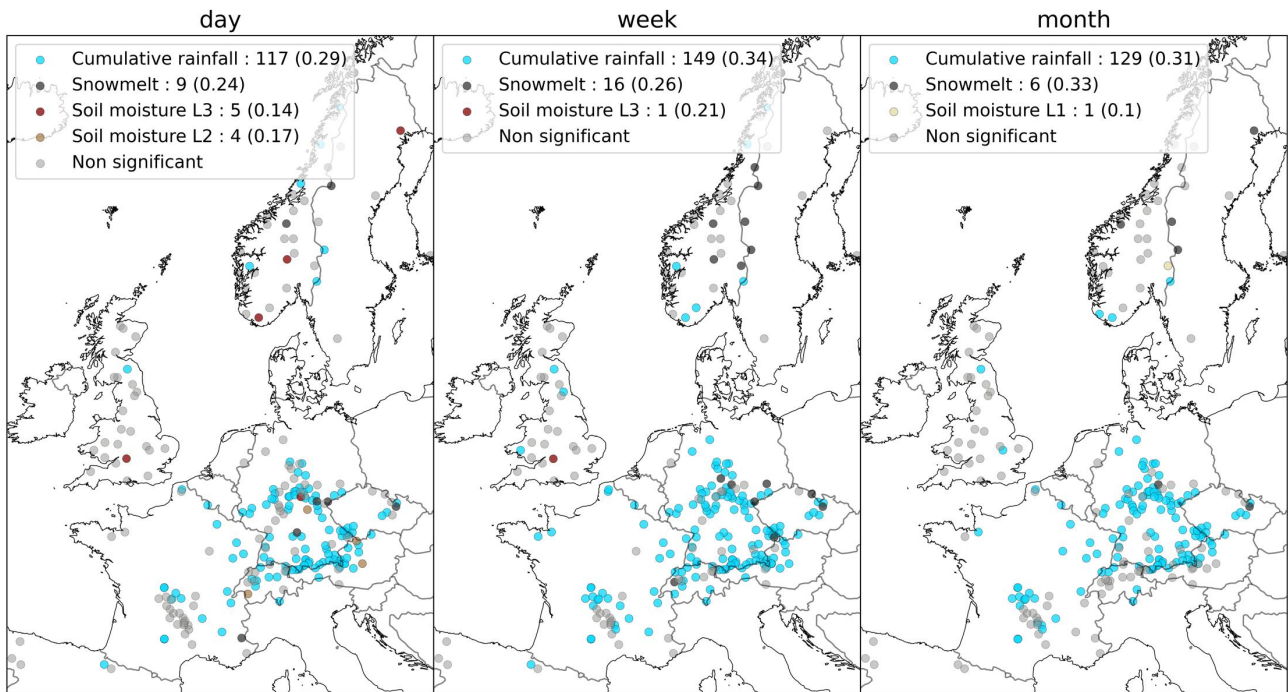 day
Cumulative rainfall : 117 (0.29)
Snowmelt : 9 (0.24)
Soil moisture L3 : 5 (0.14)
Soil moisture L2 : 4 (0.17)
Non significant
week
Cumulative rainfall : 149 (0.34)
Snowmelt : 16 (0.26)
Soil moisture L3 : 1 (0.21)
Non significant
month
Cumulative rainfall : 129 (0.31)
Snowmelt : 6 (0.33)
Soil moisture L1 : 1 (0.1)
Non significant